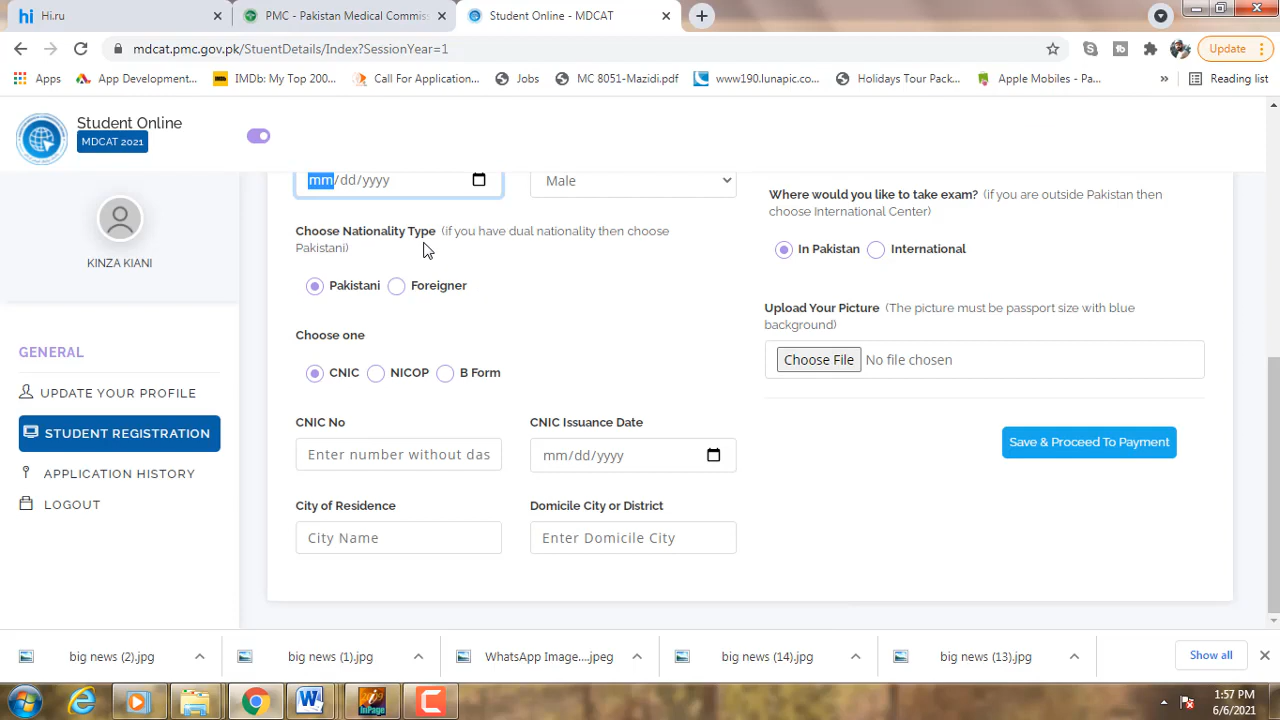 Hi.ru
PMC - Pakistan Medical Commiss
Student Online - MDCAT
mdcat.pmc.gov.pk/StuentDetails/Index?SessionYear=1
Update
Apps
App Development...
IMDb: My Top 200...
Call For Application...
Jobs
MC 8051-Mazidi.pdf
www190.lunapic.com...
Holidays Tour Pack...
Apple Mobiles - Pa...
»
Reading list
Student Online
MDCAT 2021
KINZA KIANI
GENERAL
UPDATE YOUR PROFILE
STUDENT REGISTRATION
APPLICATION HISTORY
LOGOUT
mm/dd/yyyy
Male
Choose Nationality Type (if you have dual nationality then choose
Pakistani)
Pakistani
Foreigner
Choose one
CNIC
NICOP
B Form
CNIC No
CNIC Issuance Date
Enter number without das
mm/dd/yyyy
City of Residence
Domicile City or District
City Name
Enter Domicile City
Where would you like to take exam? (if you are outside Pakistan then
choose International Center)
In Pakistan
International
Upload Your Picture (The picture must be passport size with blue
background)
Choose File
No file chosen
Save & Proceed To Payment
big news (2).jpg
big news (1).jpg
WhatsApp Image....jpeg
big news (14).jpg
big news (13).jpg
Show all
1:57 PM
6/6/2021